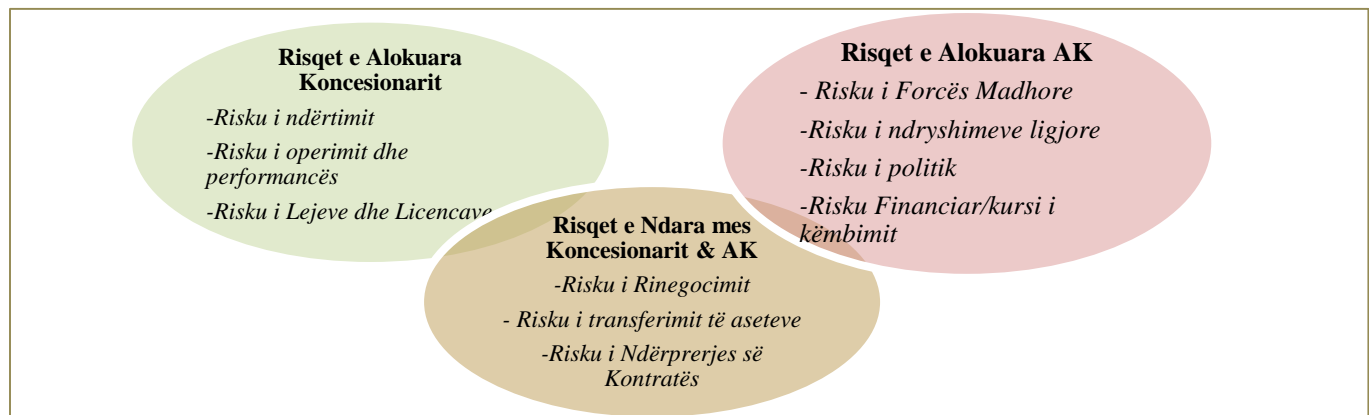 Risqet e Alokuara
Koncesionarit
-Risku i ndërtimit
-Risku i operimit dhe
performancës
-Risku i Lejeve dhe Licencave
Risqet e Alokuara AK
- Risku i Forcës Madhore
-Risku i ndryshimeve ligjore
-Risku i politik
-Risku Financiar/kursi i
këmbimit
Risqet e Ndara mes
Koncesionarit & AK
-Risku i Rinegocimit
- Risku i transferimit të aseteve
-Risku i Ndërprerjes së
Kontratës